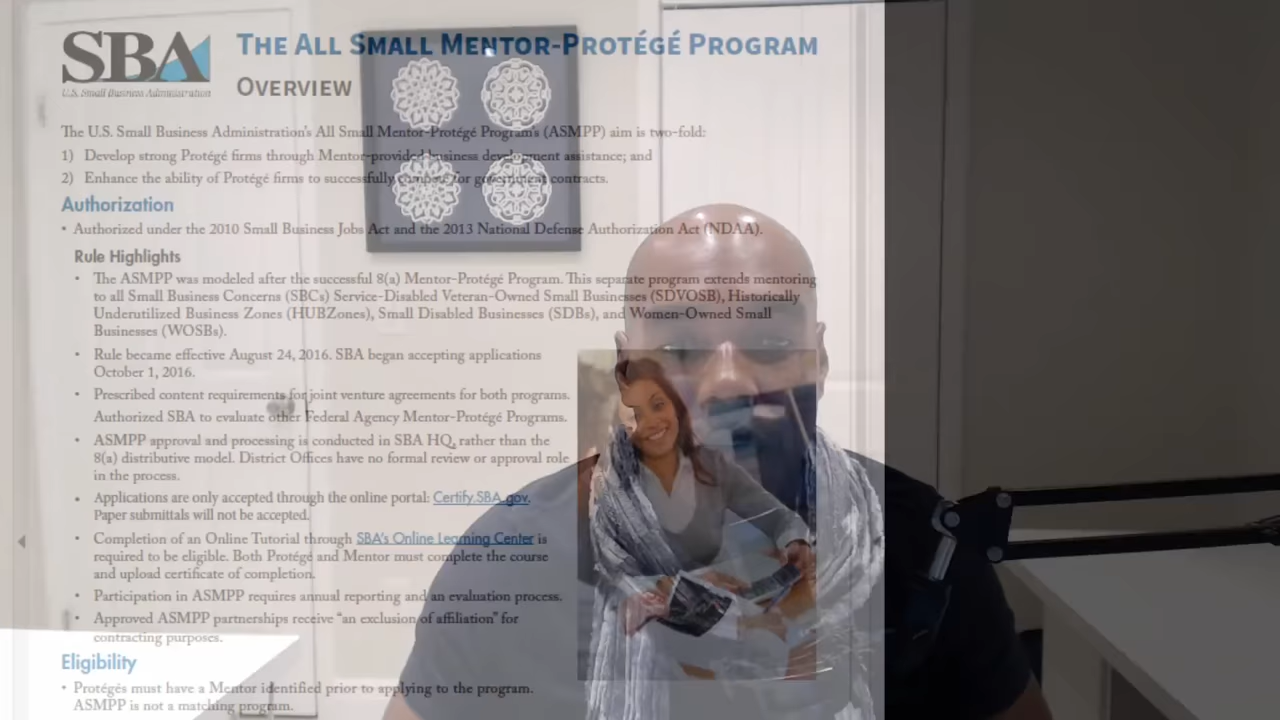 SBA
U.S. Small Business Administration
THE ALL SMALL MENTOR-PROTÉGÉ PROGRAM
OVERVIEW
The U.S. Small Business Administration's All Small Mentor-Protégé Program's (ASMPP) aim is two-fold:
1) Develop strong Protégé firms through Mentor-provided business development assistance; and
2) Enhance the ability of Protégé firms to successfully compete for government contracts.
Authorization
• Authorized under the 2010 Small Business Jobs Act and the 2013 National Defense Authorization Act (NDAA).
Rule Highlights
• The ASMPP was modeled after the successful 8(a) Mentor-Protégé Program. This separate program extends mentoring
to all Small Business Concerns (SBCs) Service-Disabled Veteran-Owned Small Businesses (SDVOSB), Historically
Underutilized Business Zones (HUBZones), Small Disabled Businesses (SDBs), and Women-Owned Small
Businesses (WOSBs).
• Rule became effective August 24, 2016. SBA began accepting applications
October 1, 2016.
• Prescribed content requirements for joint venture agreements for both programs.
Authorized SBA to evaluate other Federal Agency Mentor-Protégé Programs.
• ASMPP approval and processing is conducted in SBA HQ, rather than the
8(a) distributive model. District Offices have no formal review or approval role
in the process.
• Applications are only accepted through the online portal: Certify.SBA.gov.
Paper submittals will not be accepted.
• Completion of an Online Tutorial through SBA's Online Learning Center is
required to be eligible. Both Protégé and Mentor must complete the course
and upload certificate of completion.
• Participation in ASMPP requires annual reporting and an evaluation process.
• Approved ASMPP partnerships receive "an exclusion of affiliation" for
contracting purposes.
Eligibility
• Protégés must have a Mentor identified prior to applying to the program.
ASMPP is not a matching program.